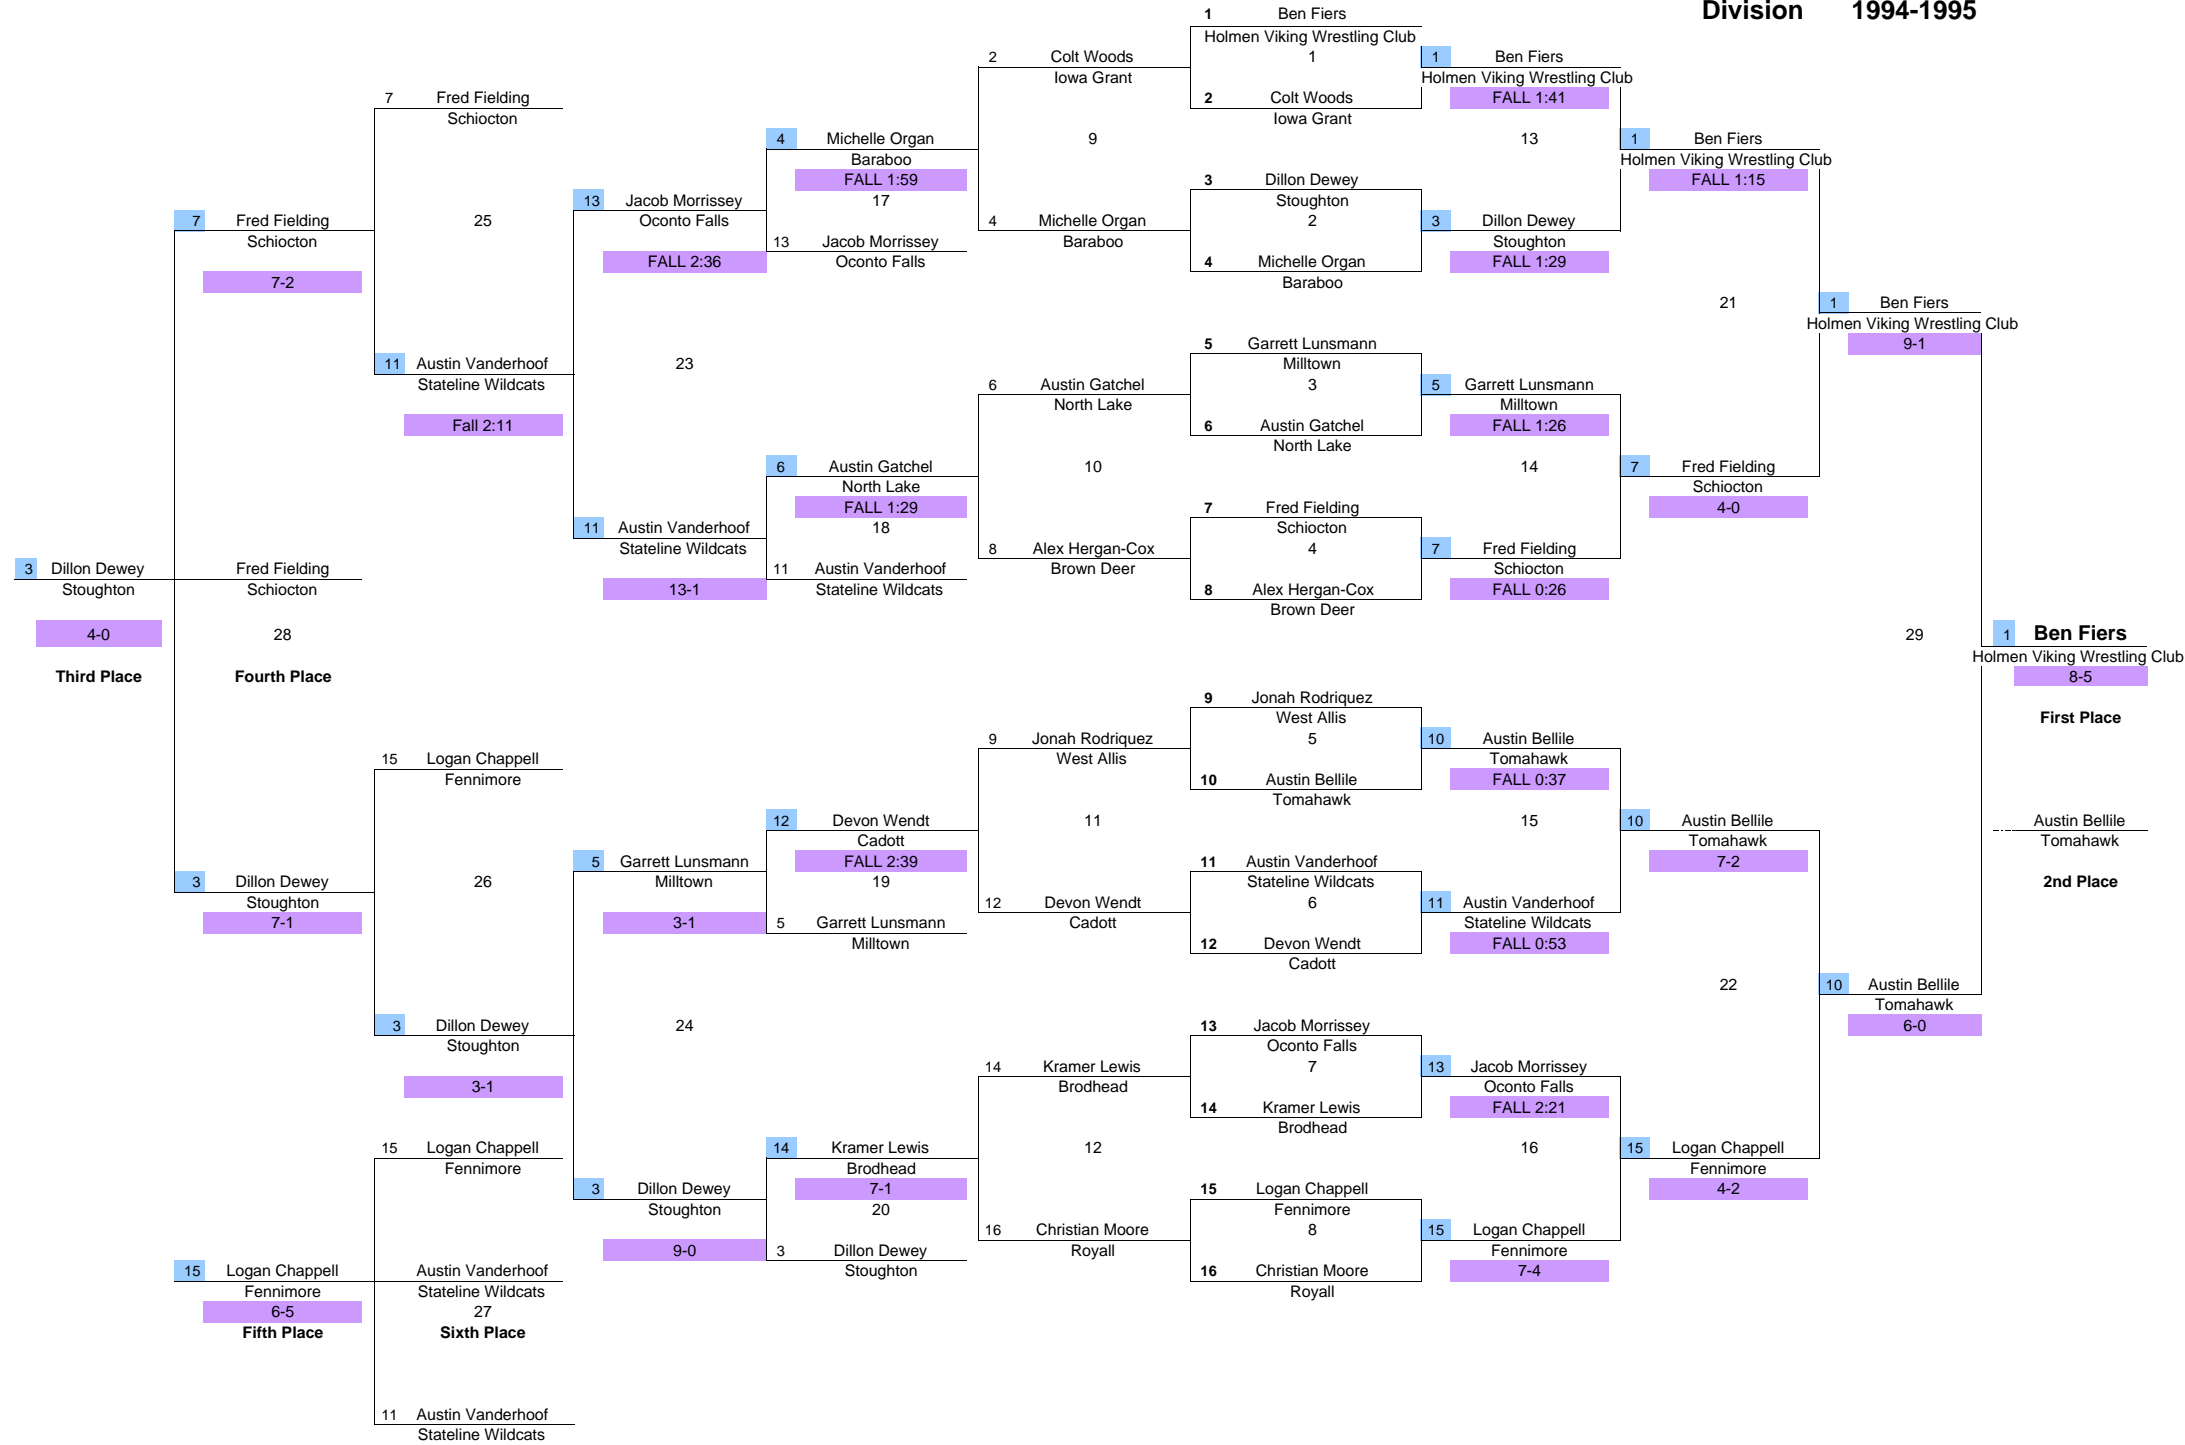 Division 1994-1995
1 Ben Fiers
Holmen Viking Wrestling Club
2 Colt Woods 1 1 Ben Fiers
Iowa Grant Holmen Viking Wrestling Club
7 Fred Fielding 2 Colt Woods FALL 1:41
Schiocton Iowa Grant
4 Michelle Organ 9 13 1 Ben Fiers
Baraboo Holmen Viking Wrestling Club
FALL 1:59 3 Dillon Dewey FALL 1:15
13 Jacob Morrissey 17 Stoughton
7 Fred Fielding 25 Oconto Falls 4 Michelle Organ 2 3 Dillon Dewey
Schiocton 13 Jacob Morrissey Baraboo Stoughton
FALL 2:36 Oconto Falls 4 Michelle Organ FALL 1:29
7-2 Baraboo
21 1 Ben Fiers
Holmen Viking Wrestling Club
5 Garrett Lunsmann 9-1
11 Austin Vanderhoof 23 Milltown
Stateline Wildcats 6 Austin Gatchel 3 5 Garrett Lunsmann
North Lake Milltown
Fall 2:11 6 Austin Gatchel FALL 1:26
North Lake
6 Austin Gatchel 10 14 7 Fred Fielding
North Lake Schiocton
FALL 1:29 7 Fred Fielding 4-0
11 Austin Vanderhoof 18 Schiocton
Stateline Wildcats 8 Alex Hergan-Cox 4 7 Fred Fielding
3 Dillon Dewey Fred Fielding 11 Austin Vanderhoof Brown Deer Schiocton
Stoughton Schiocton 13-1 Stateline Wildcats 8 Alex Hergan-Cox FALL 0:26
Brown Deer
4-0 28 29 1 Ben Fiers
Holmen Viking Wrestling Club
Third Place Fourth Place 8-5
9 Jonah Rodriquez
West Allis First Place
9 Jonah Rodriquez 5 10 Austin Bellile
15 Logan Chappell West Allis Tomahawk
Fennimore 10 Austin Bellile FALL 0:37
Tomahawk
12 Devon Wendt 11 15 10 Austin Bellile Austin Bellile
Cadott Tomahawk Tomahawk
5 Garrett Lunsmann FALL 2:39 11 Austin Vanderhoof 7-2
3 Dillon Dewey 26 Milltown 19 Stateline Wildcats 2nd Place
Stoughton 12 Devon Wendt 6 11 Austin Vanderhoof
7-1 3-1 5 Garrett Lunsmann Cadott Stateline Wildcats
Milltown 12 Devon Wendt FALL 0:53
Cadott
22 10 Austin Bellile
Tomahawk
3 Dillon Dewey 24 13 Jacob Morrissey 6-0
Stoughton Oconto Falls
14 Kramer Lewis 7 13 Jacob Morrissey
3-1 Brodhead Oconto Falls
14 Kramer Lewis FALL 2:21
Brodhead
15 Logan Chappell 14 Kramer Lewis 12 16 15 Logan Chappell
Fennimore Brodhead Fennimore
3 Dillon Dewey 7-1 15 Logan Chappell 4-2
Stoughton 20 Fennimore
16 Christian Moore 8 15 Logan Chappell
9-0 3 Dillon Dewey Royall Fennimore
15 Logan Chappell Austin Vanderhoof Stoughton 16 Christian Moore 7-4
Fennimore Stateline Wildcats Royall
6-5 27
Fifth Place Sixth Place
11 Austin Vanderhoof
Stateline Wildcats